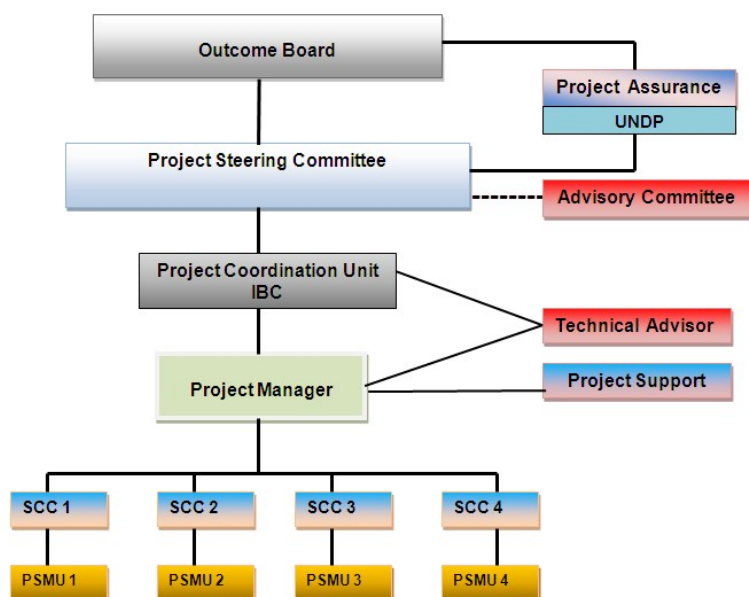 Outcome Board
Project Assurance
UNDP
Project Steering Committee
Advisory Committee
Project Coordination Unit
IBC
Technical Advisor
Project Manager
Project Support
SCC 1
SCC 2
SCC 3
SCC 4
PSMU 1
PSMU 2
PSMU 3
PSMU 4